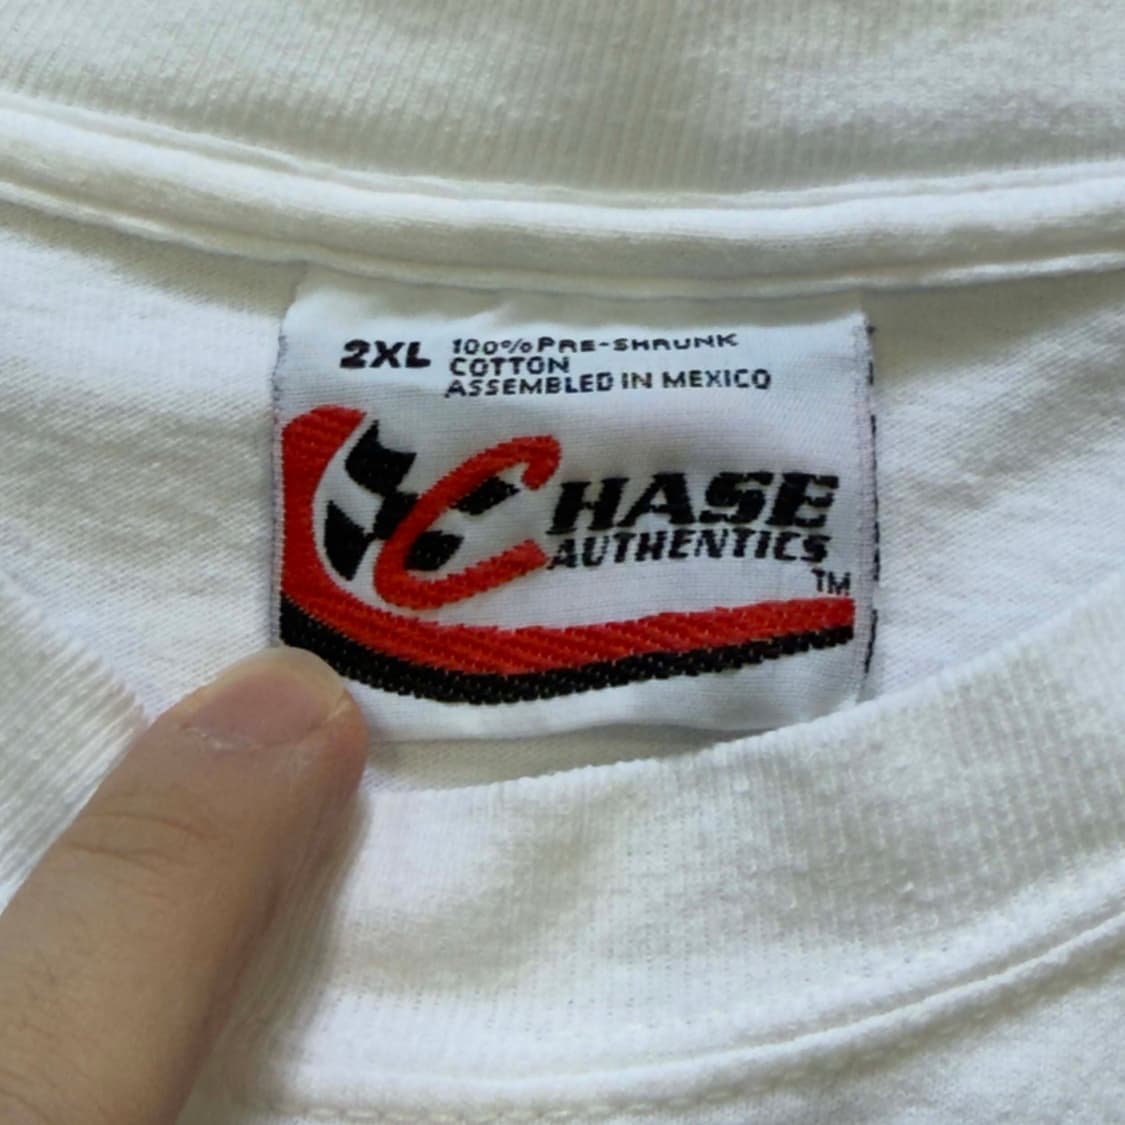 2XL 100% PRE-SHRUNK
COTTON
ASSEMBLED IN MEXICO
CHASE
AUTHENTICS
TM